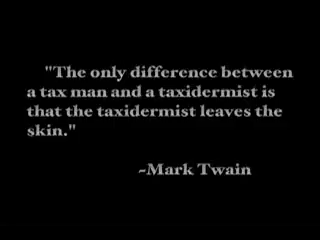 "The only difference between
a tax man and a taxidermist is
that the taxidermist leaves the
skin."
~Mark Twain